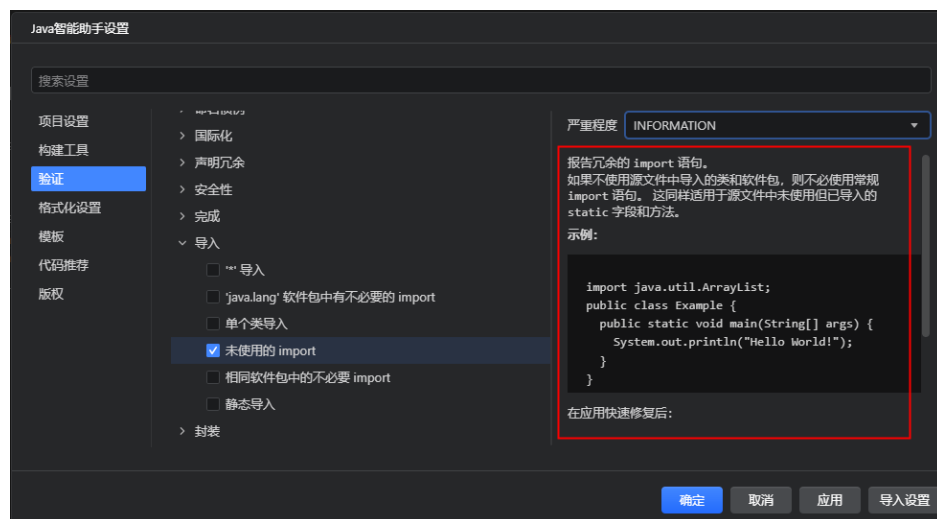 Java智能助手设置
搜索设置
项目设置
构建工具
验证
格式化设置
模板
代码推荐
版权
国际化
声明冗余
安全性
完成
导入
'*' 导入
'java.lang' 软件包中有不必要的 import
单个类导入
未使用的 import
相同软件包中的不必要 import
静态导入
封装
严重程度 INFORMATION
报告冗余的 import 语句。
如果不使用源文件中导入的类和软件包，则不必使用常规
import 语句。 这同样适用于源文件中未使用但已导入的
static 字段和方法。
示例：
import java.util.ArrayList;
public class Example {
public static void main(String[] args) {
System.out.println("Hello World!");
}
}
在应用快速修复后：
确定 取消 应用 导入设置